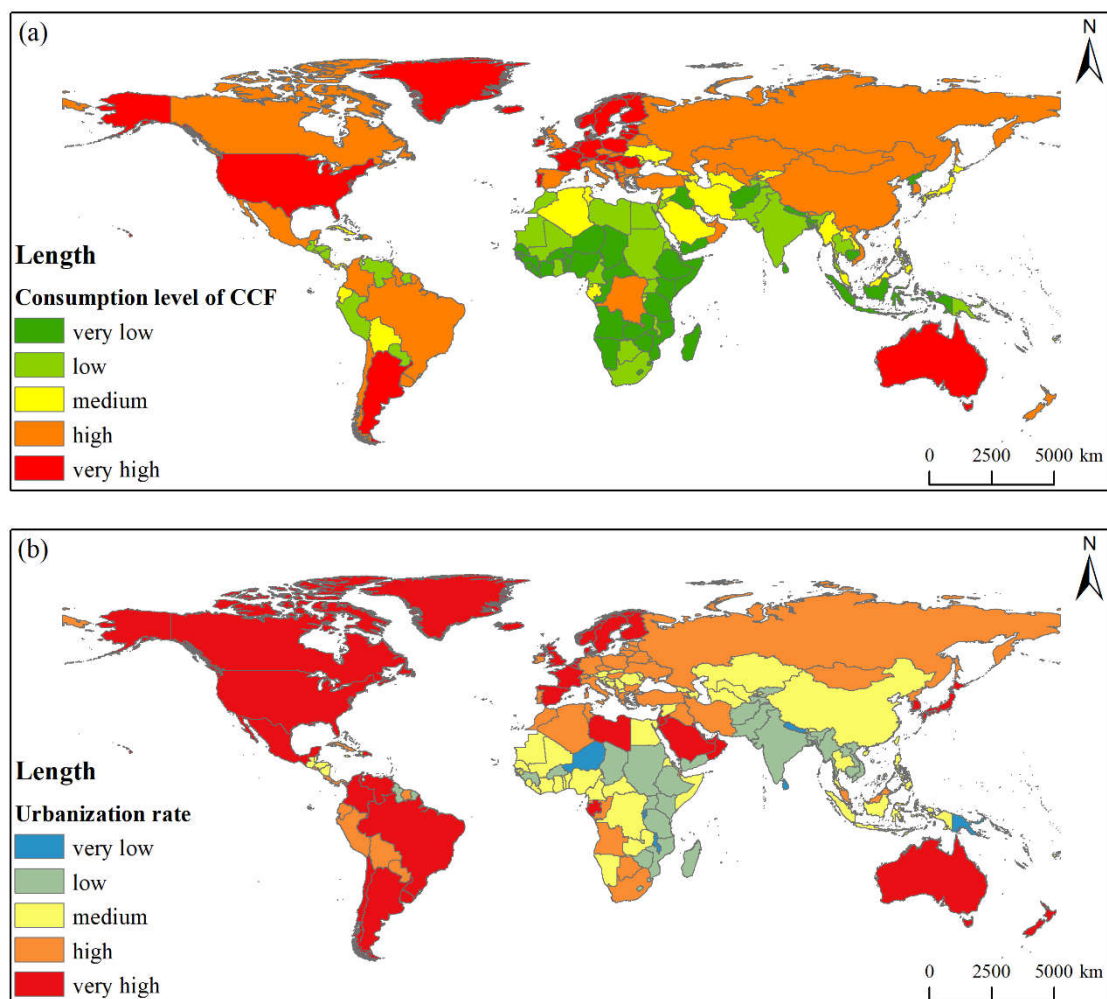 (a)
N
Length
Consumption level of CCF
very low
low
medium
high
very high
0 2500 5000 km
(b)
N
Length
Urbanization rate
very low
low
medium
high
very high
0 2500 5000 km